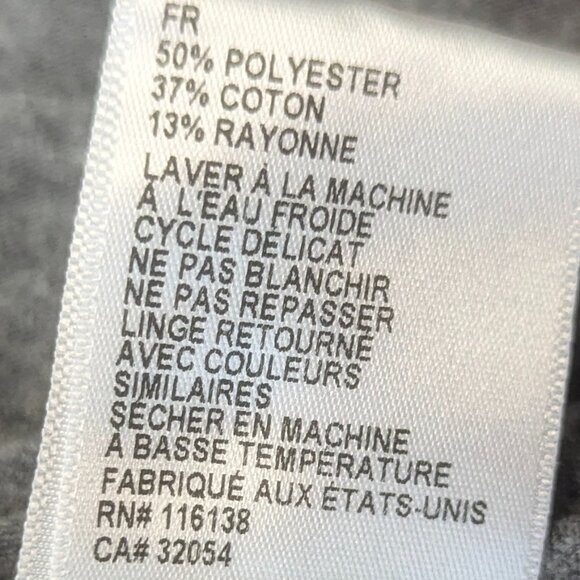 FR
50% POLYESTER
37% COTON
13% RAYONNE
LAVER À LA MACHINE
À L'EAU FROIDE
CYCLE DÉLICAT
NE PAS BLANCHIR
NE PAS REPASSER
LINGE RETOURNÉ
AVEC COULEURS
SIMILAIRES
SÉCHER EN MACHINE
À BASSE TEMPÉRATURE
FABRIQUÉ AUX ÉTATS-UNIS
RN# 116138
CA# 32054